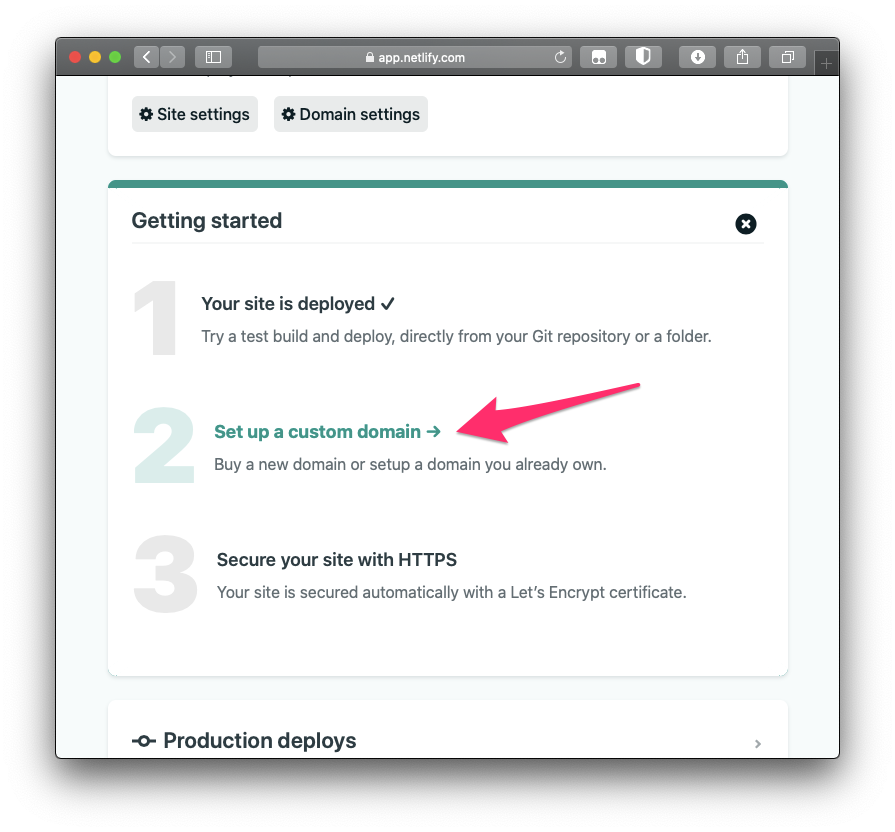 app.netlify.com
Site settings
Domain settings
Getting started
1
Your site is deployed ✓
Try a test build and deploy, directly from your Git repository or a folder.
2
Set up a custom domain →
Buy a new domain or setup a domain you already own.
3
Secure your site with HTTPS
Your site is secured automatically with a Let’s Encrypt certificate.
Production deploys